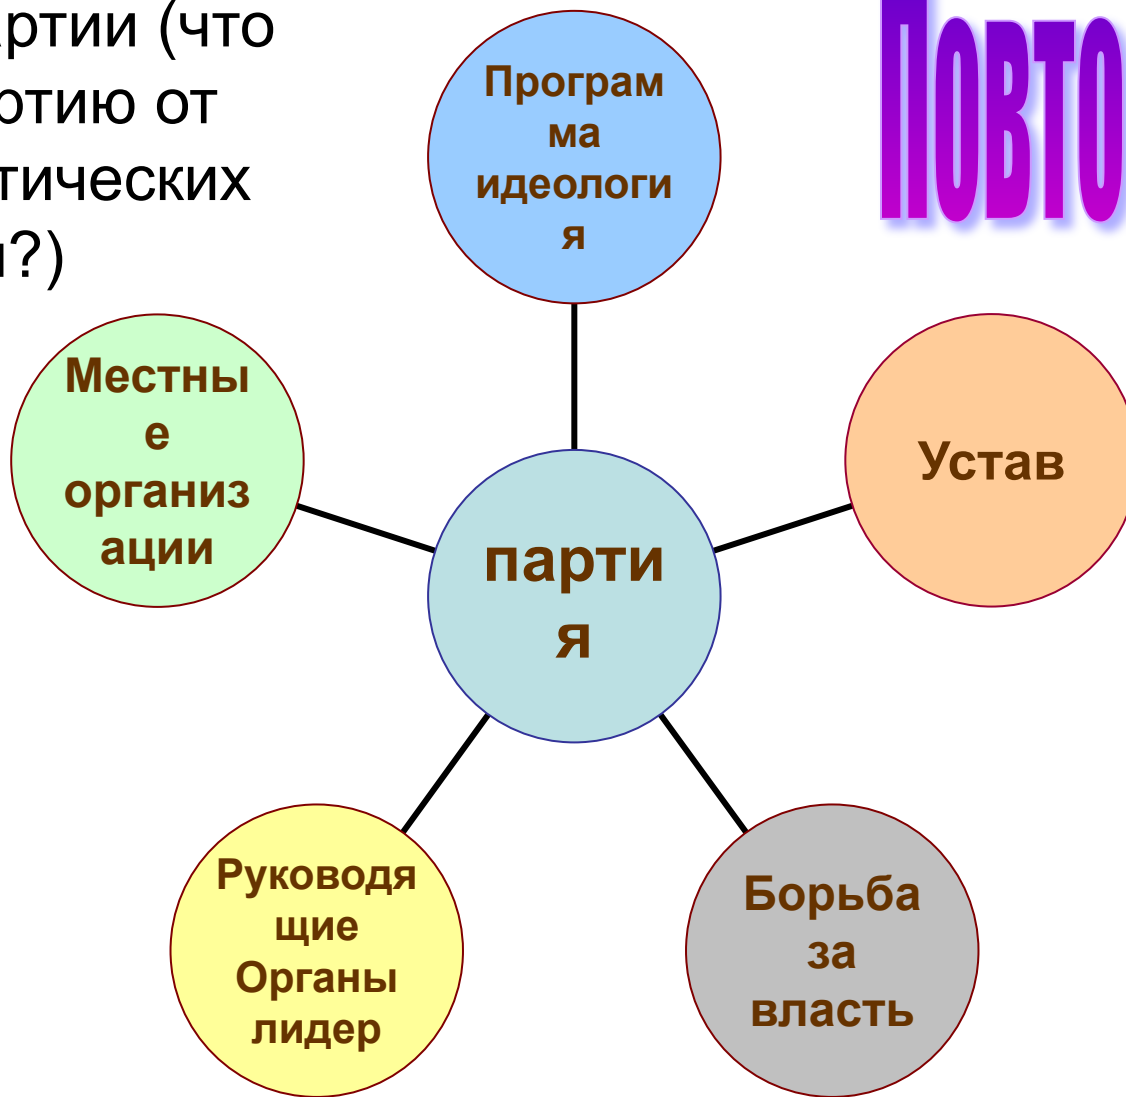 артии (что
ртию от
тических
?)
ПОВТО
Програм
ма
идеологи
я
Местны
е
организ
ации
Устав
парти
я
Руководя
щие
Органы
лидер
Борьба
за
власть